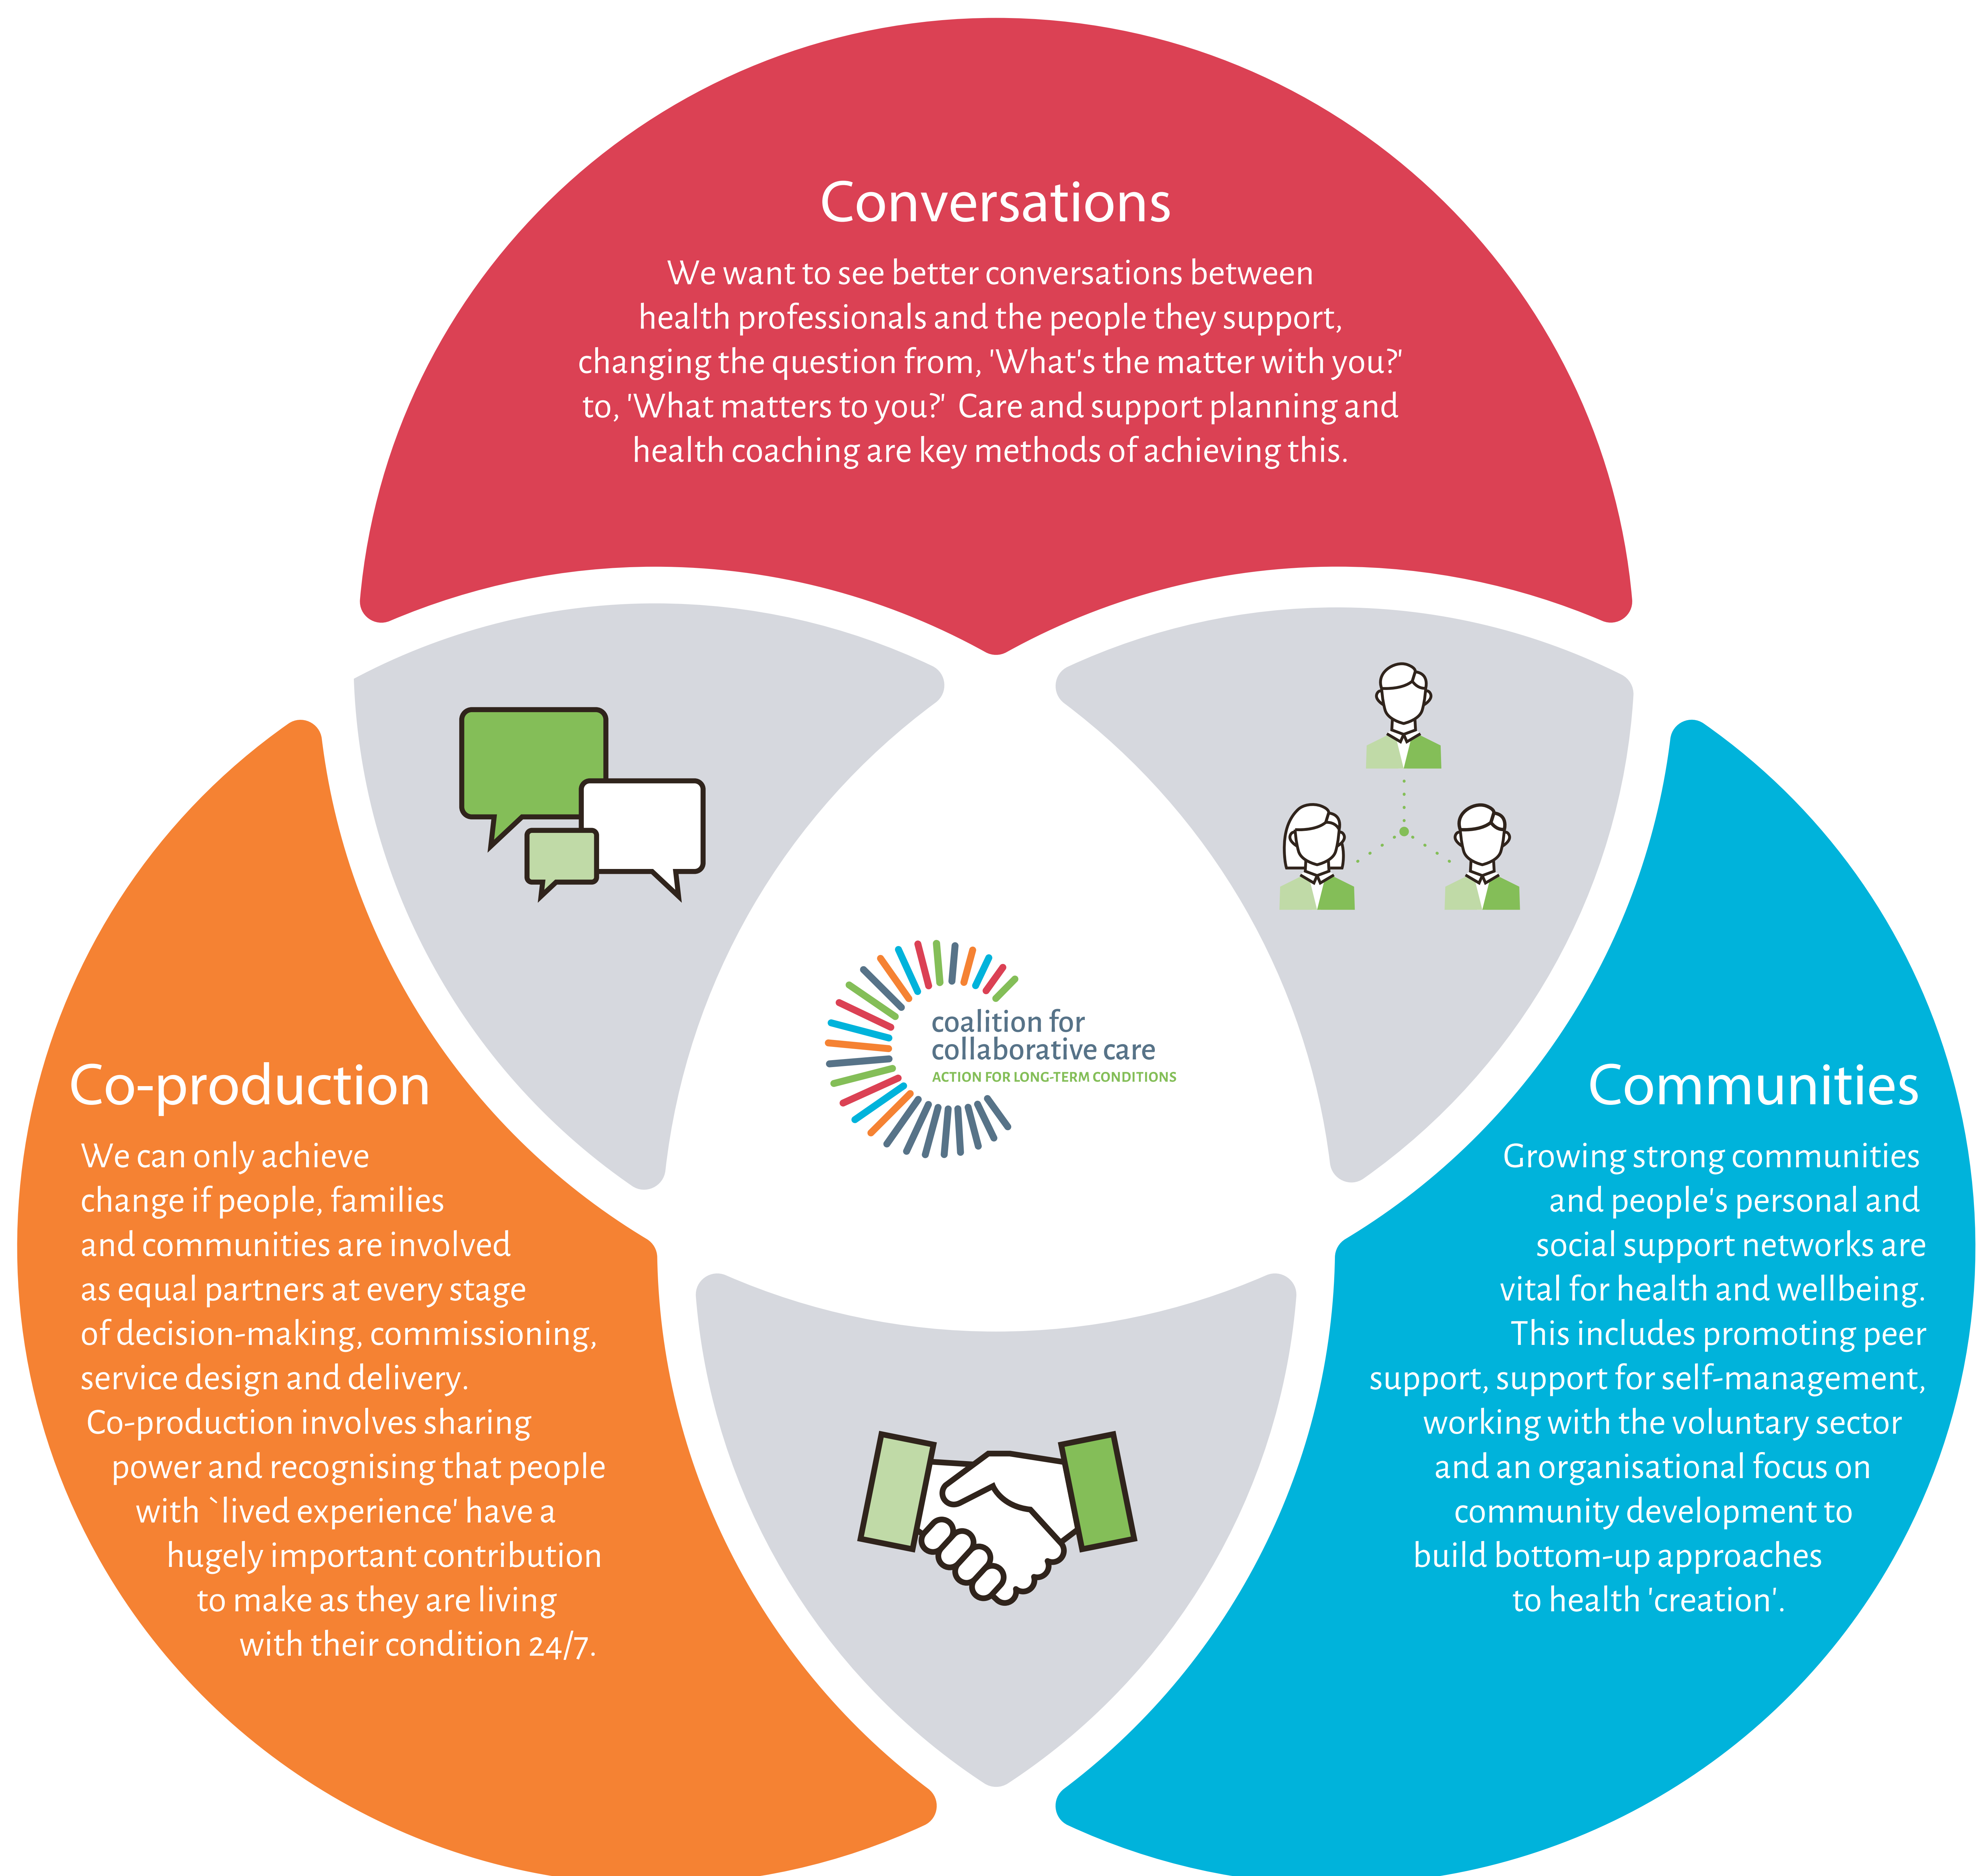 Conversations
We want to see better conversations between
health professionals and the people they support,
changing the question from, 'What's the matter with you?'
to, 'What matters to you?' Care and support planning and
health coaching are key methods of achieving this.
coalition for
collaborative care
ACTION FOR LONG-TERM CONDITIONS
Co-production
We can only achieve
change if people, families
and communities are involved
as equal partners at every stage
of decision-making, commissioning,
service design and delivery.
Co-production involves sharing
power and recognising that people
with `lived experience' have a
hugely important contribution
to make as they are living
with their condition 24/7.
Communities
Growing strong communities
and people's personal and
social support networks are
vital for health and wellbeing.
This includes promoting peer
support, support for self-management,
working with the voluntary sector
and an organisational focus on
community development to
build bottom-up approaches
to health 'creation'.